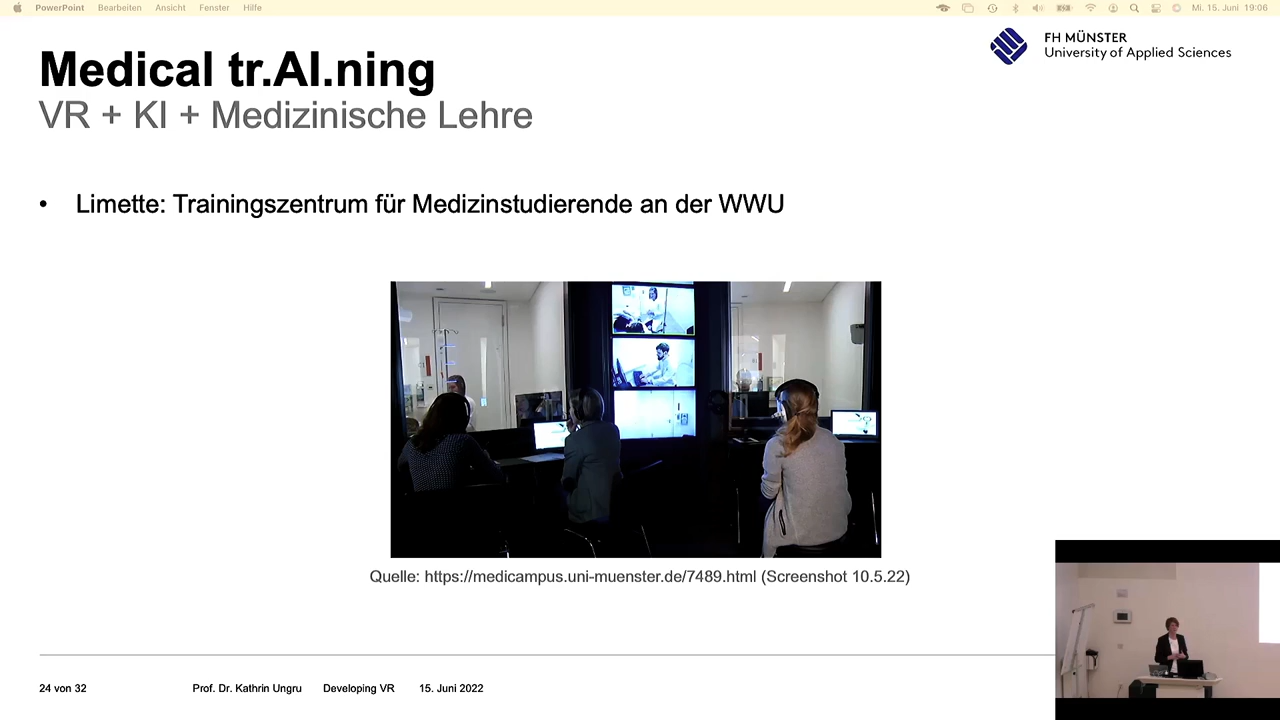 PowerPoint Bearbeiten Ansicht Fenster Hilfe Mi. 15. Juni 19:06
FH MÜNSTER
University of Applied Sciences
Medical tr.AI.ning
VR + KI + Medizinische Lehre
• Limette: Trainingszentrum für Medizinstudierende an der WWU
Quelle: https://medicampus.uni-muenster.de/7489.html (Screenshot 10.5.22)
24 von 32 Prof. Dr. Kathrin Ungru Developing VR 15. Juni 2022